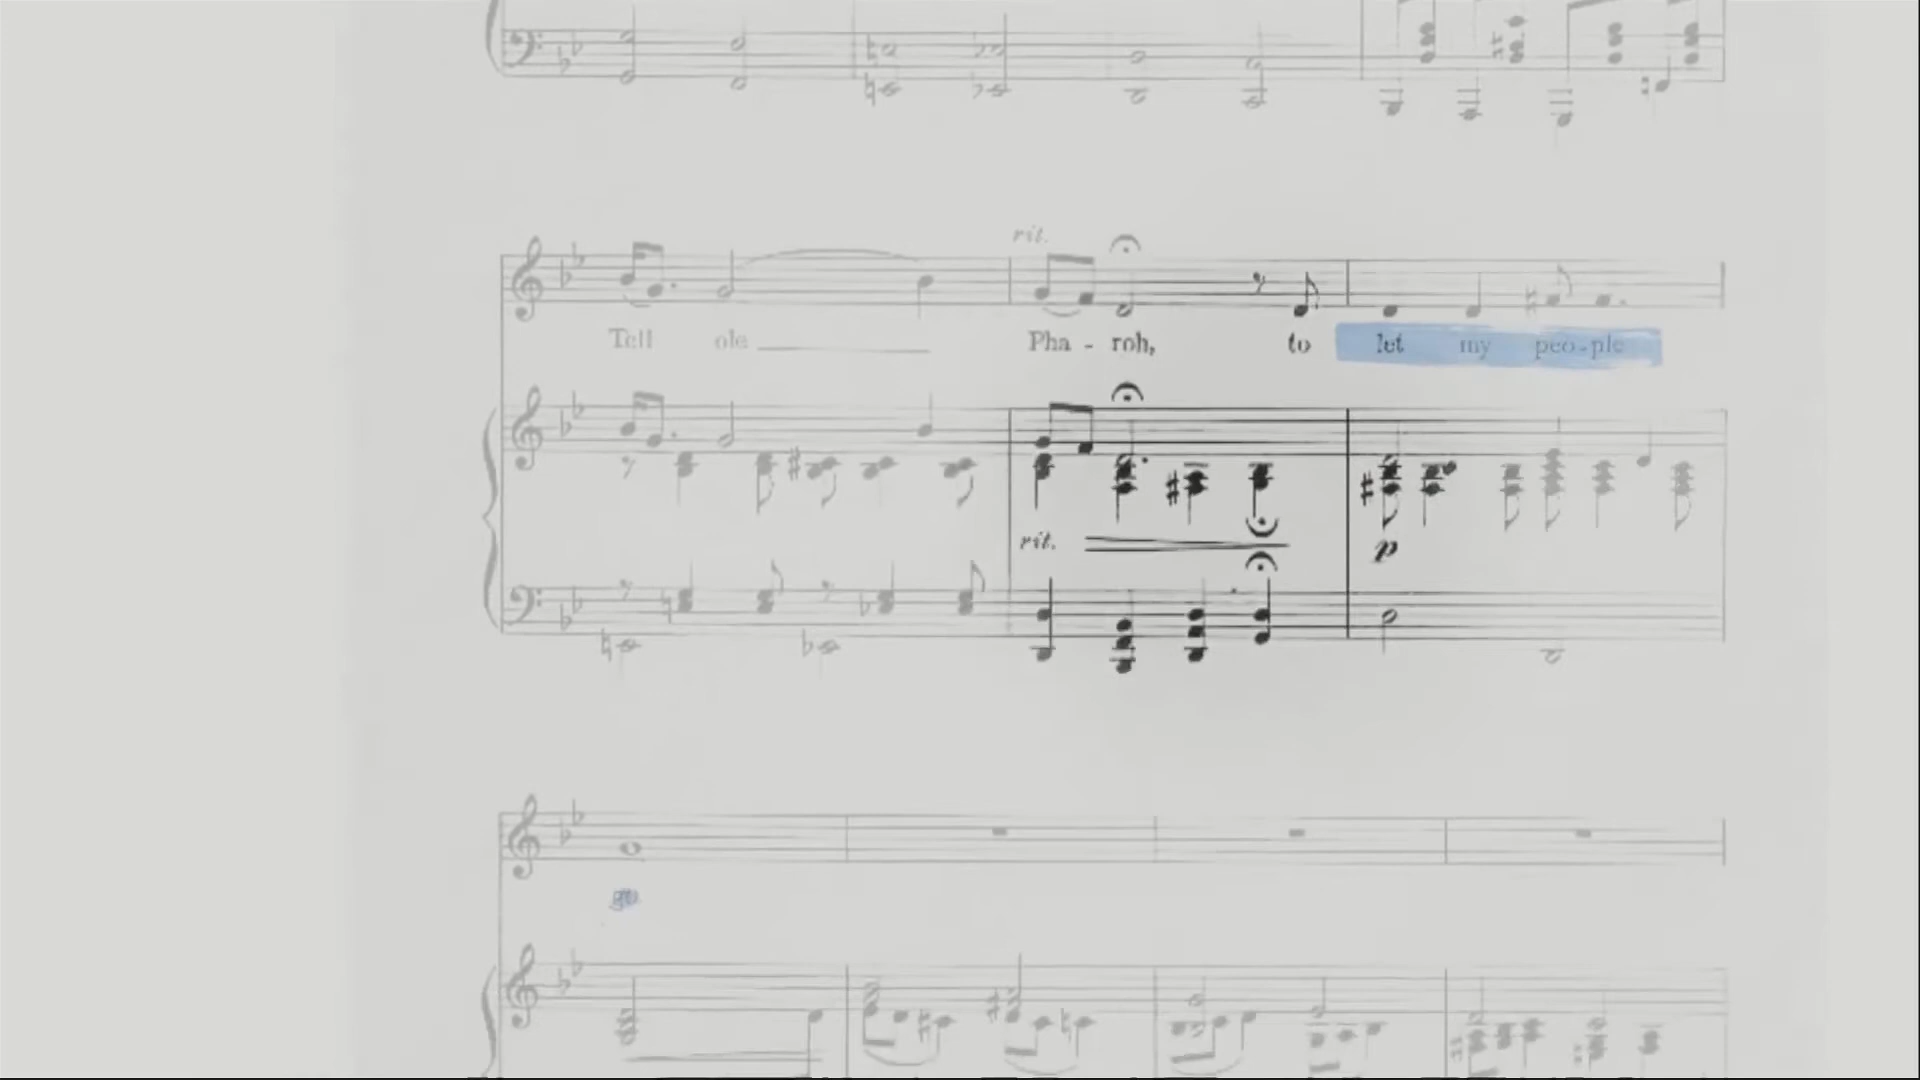 rit.
Tell ole Pha - roh, to let my peo - ple
rit.
p
go.